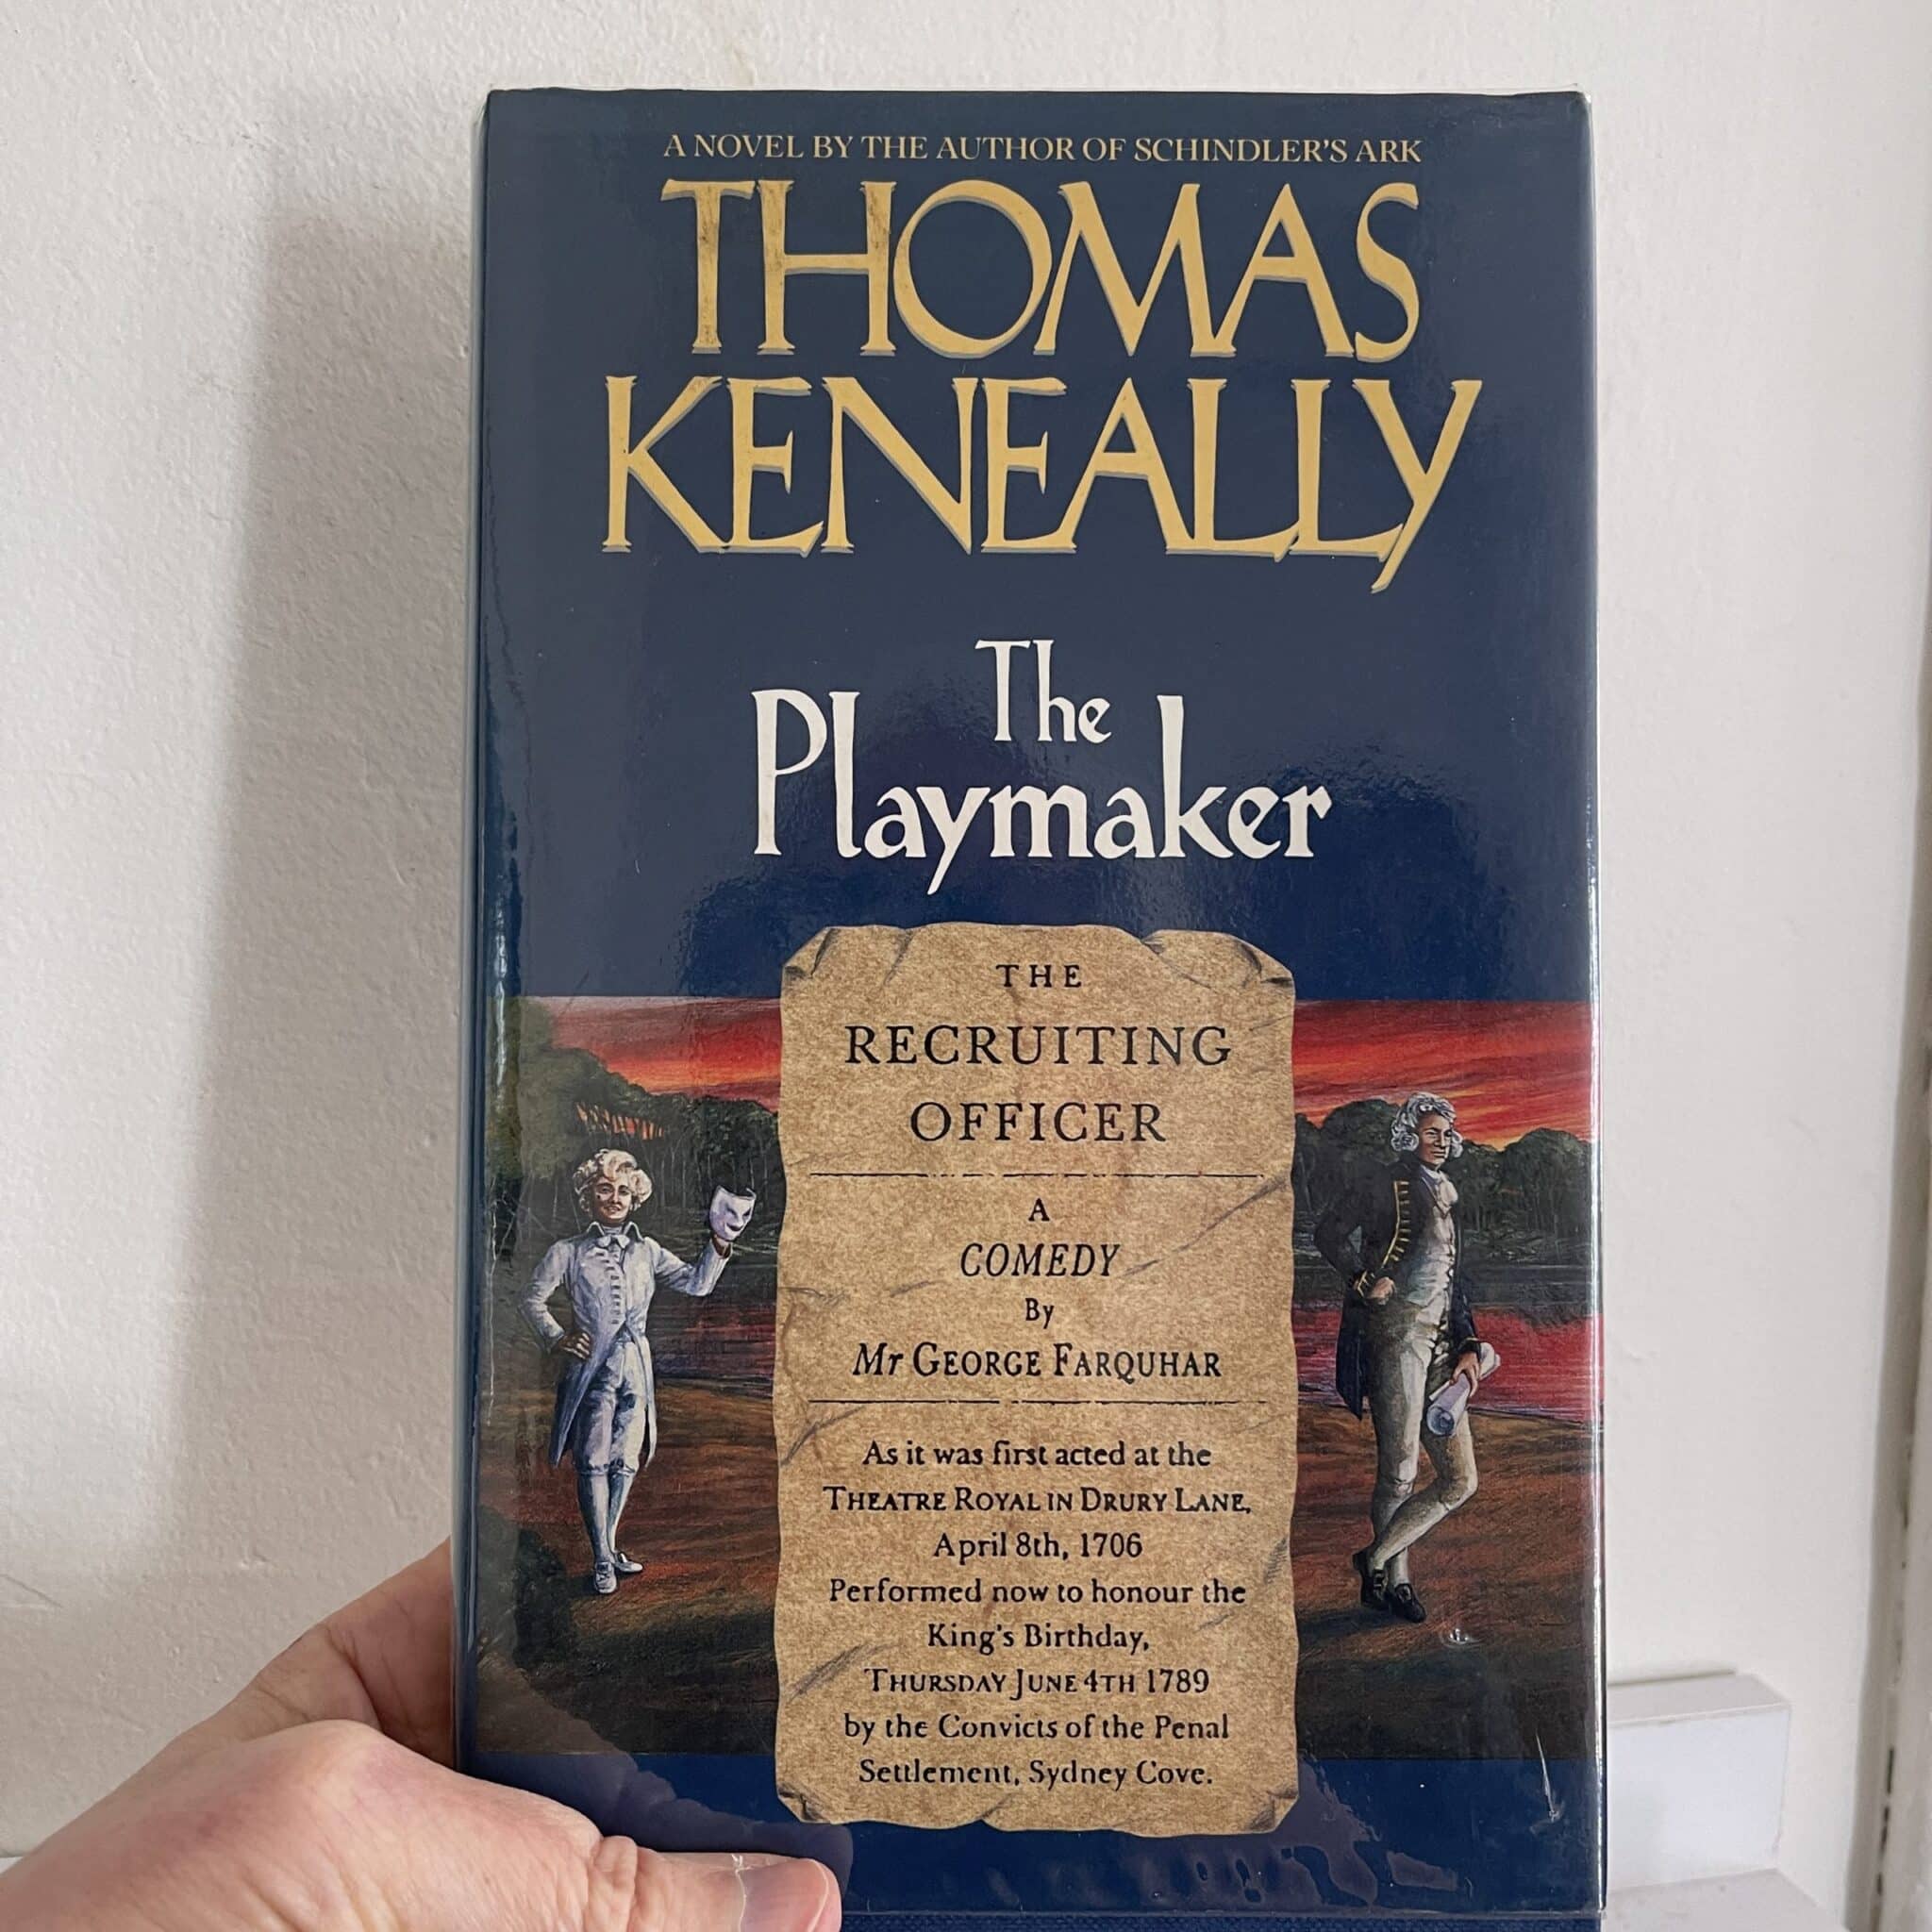 A NOVEL BY THE AUTHOR OF SCHINDLER'S ARK
THOMAS
KENEALLY
The
Playmaker
THE
RECRUITING
OFFICER
A
COMEDY
By
Mr GEORGE FARQUHAR
As it was first acted at the
THEATRE ROYAL IN DRURY LANE,
April 8th, 1706
Performed now to honour the
King's Birthday,
THURSDAY JUNE 4TH 1789
by the Convicts of the Penal
Settlement, Sydney Cove.